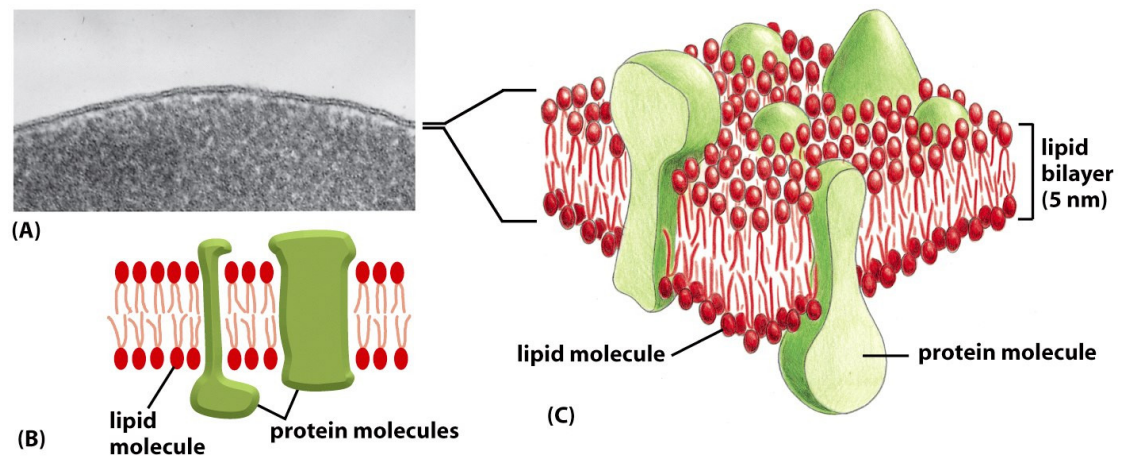 (A)
lipid
bilayer
(5 nm)
lipid molecule
protein molecule
(C)
lipid
molecule
protein molecules
(B)